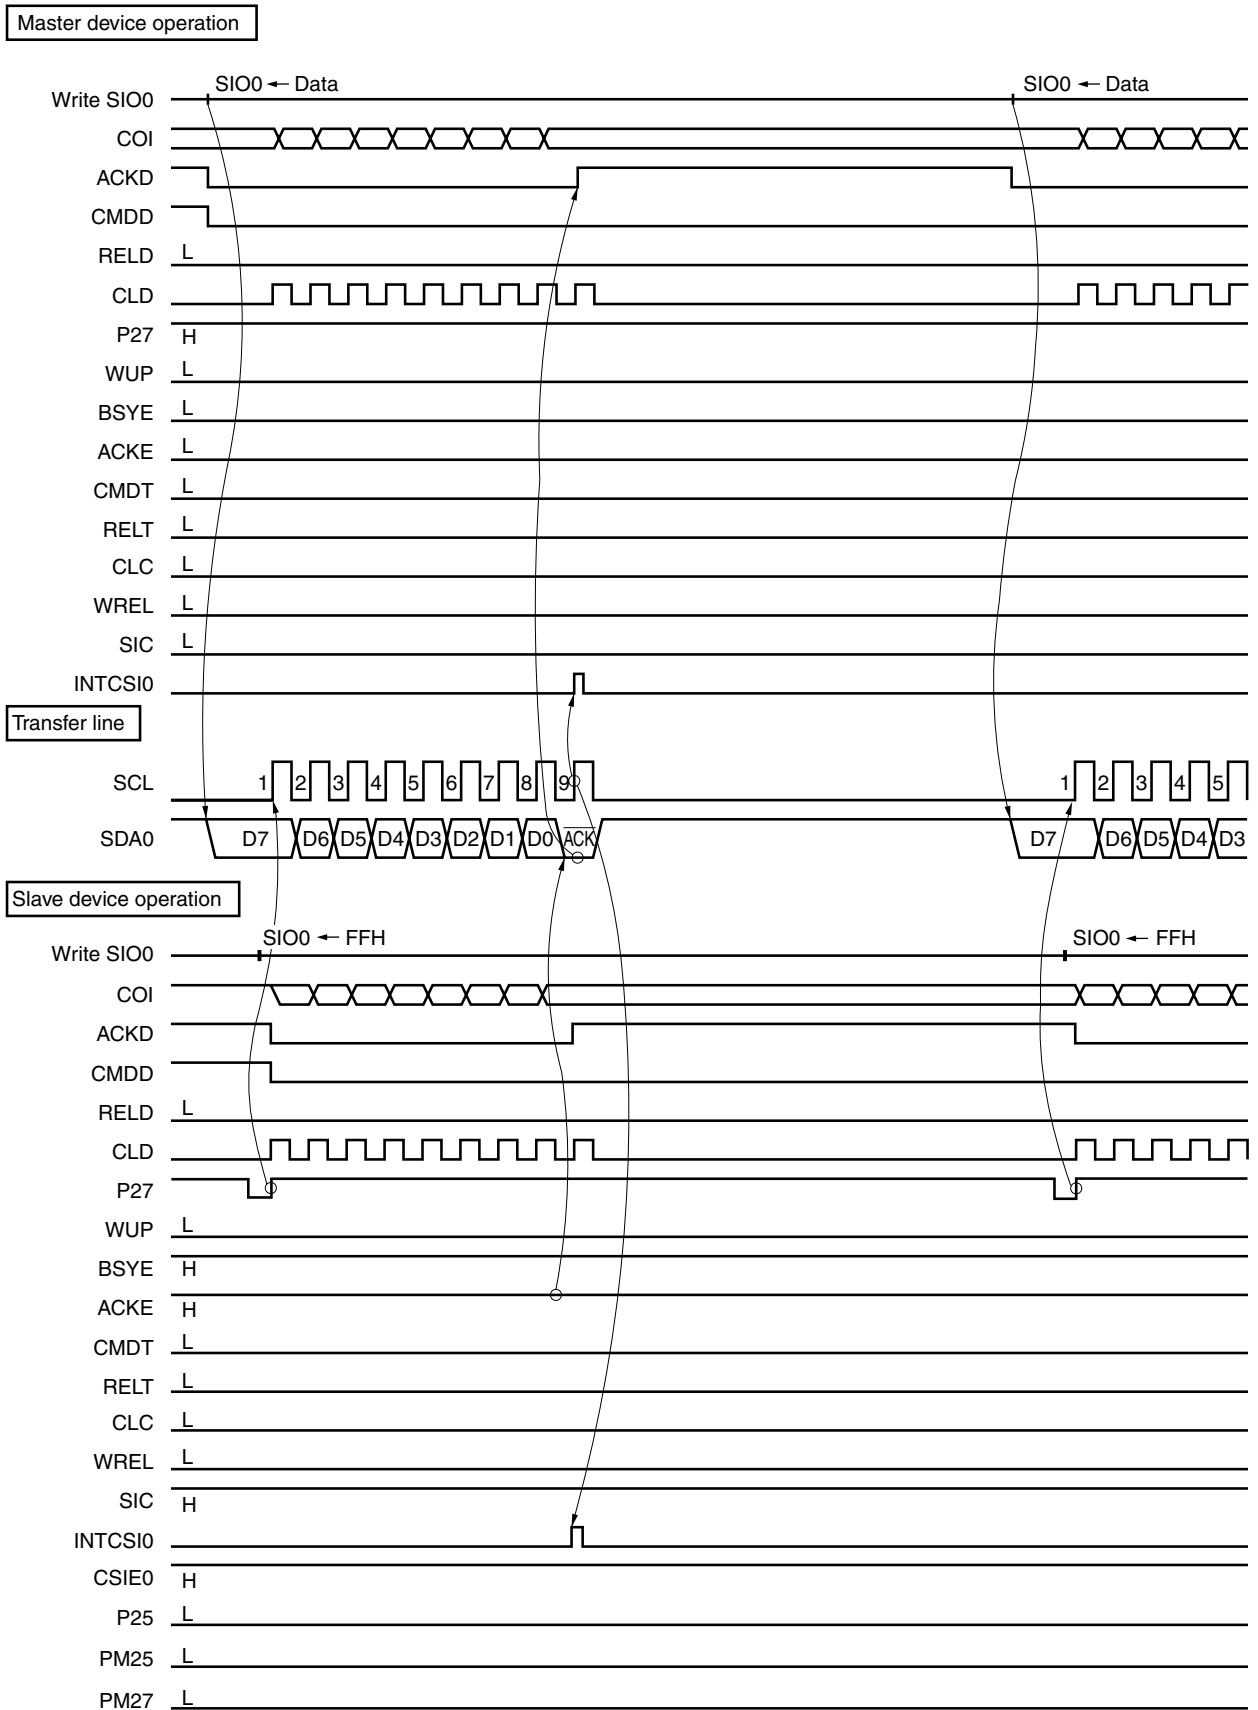 Master device operation
SIO0 ← Data SIO0 ← Data
Write SIO0
COI
ACKD
CMDD
RELD L
CLD
P27 H
WUP L
BSYE L
ACKE L
CMDT L
RELT L
CLC L
WREL L
SIC L
INTCSI0
Transfer line
SCL 1 2 3 4 5 6 7 8 9 1 2 3 4 5
SDA0 D7 D6 D5 D4 D3 D2 D1 D0 ACK D7 D6 D5 D4 D3
Slave device operation
SIO0 ← FFH SIO0 ← FFH
Write SIO0
COI
ACKD
CMDD
RELD L
CLD
P27
WUP L
BSYE H
ACKE H
CMDT L
RELT L
CLC L
WREL L
SIC H
INTCSI0
CSIE0 H
P25 L
PM25 L
PM27 L